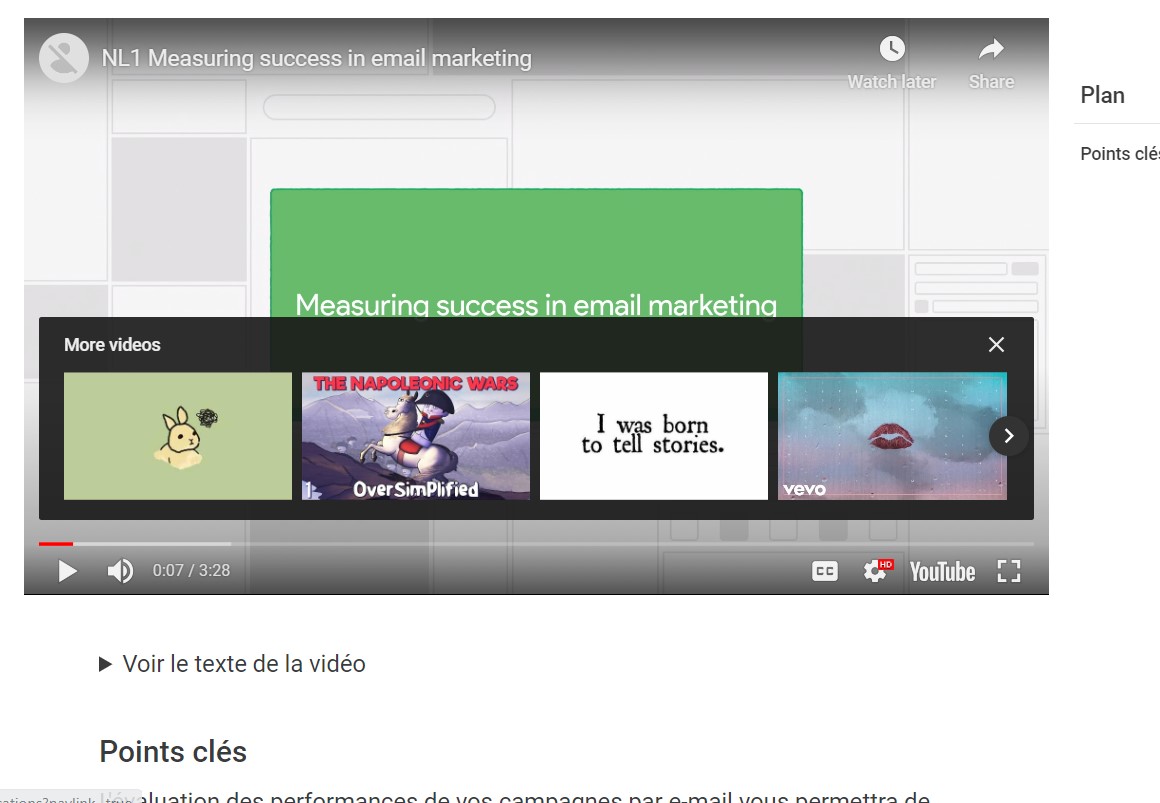 NL1 Measuring success in email marketing
Watch later
Share
Plan
Points clés
Measuring success in email marketing
More videos
THE NAPOLEONIC WARS
OverSimplified
I was born
to tell stories.
vevo
0:07 / 3:28
CC
HD
YouTube
Voir le texte de la vidéo
Points clés
L'évaluation des performances de vos campagnes par e-mail vous permettra de